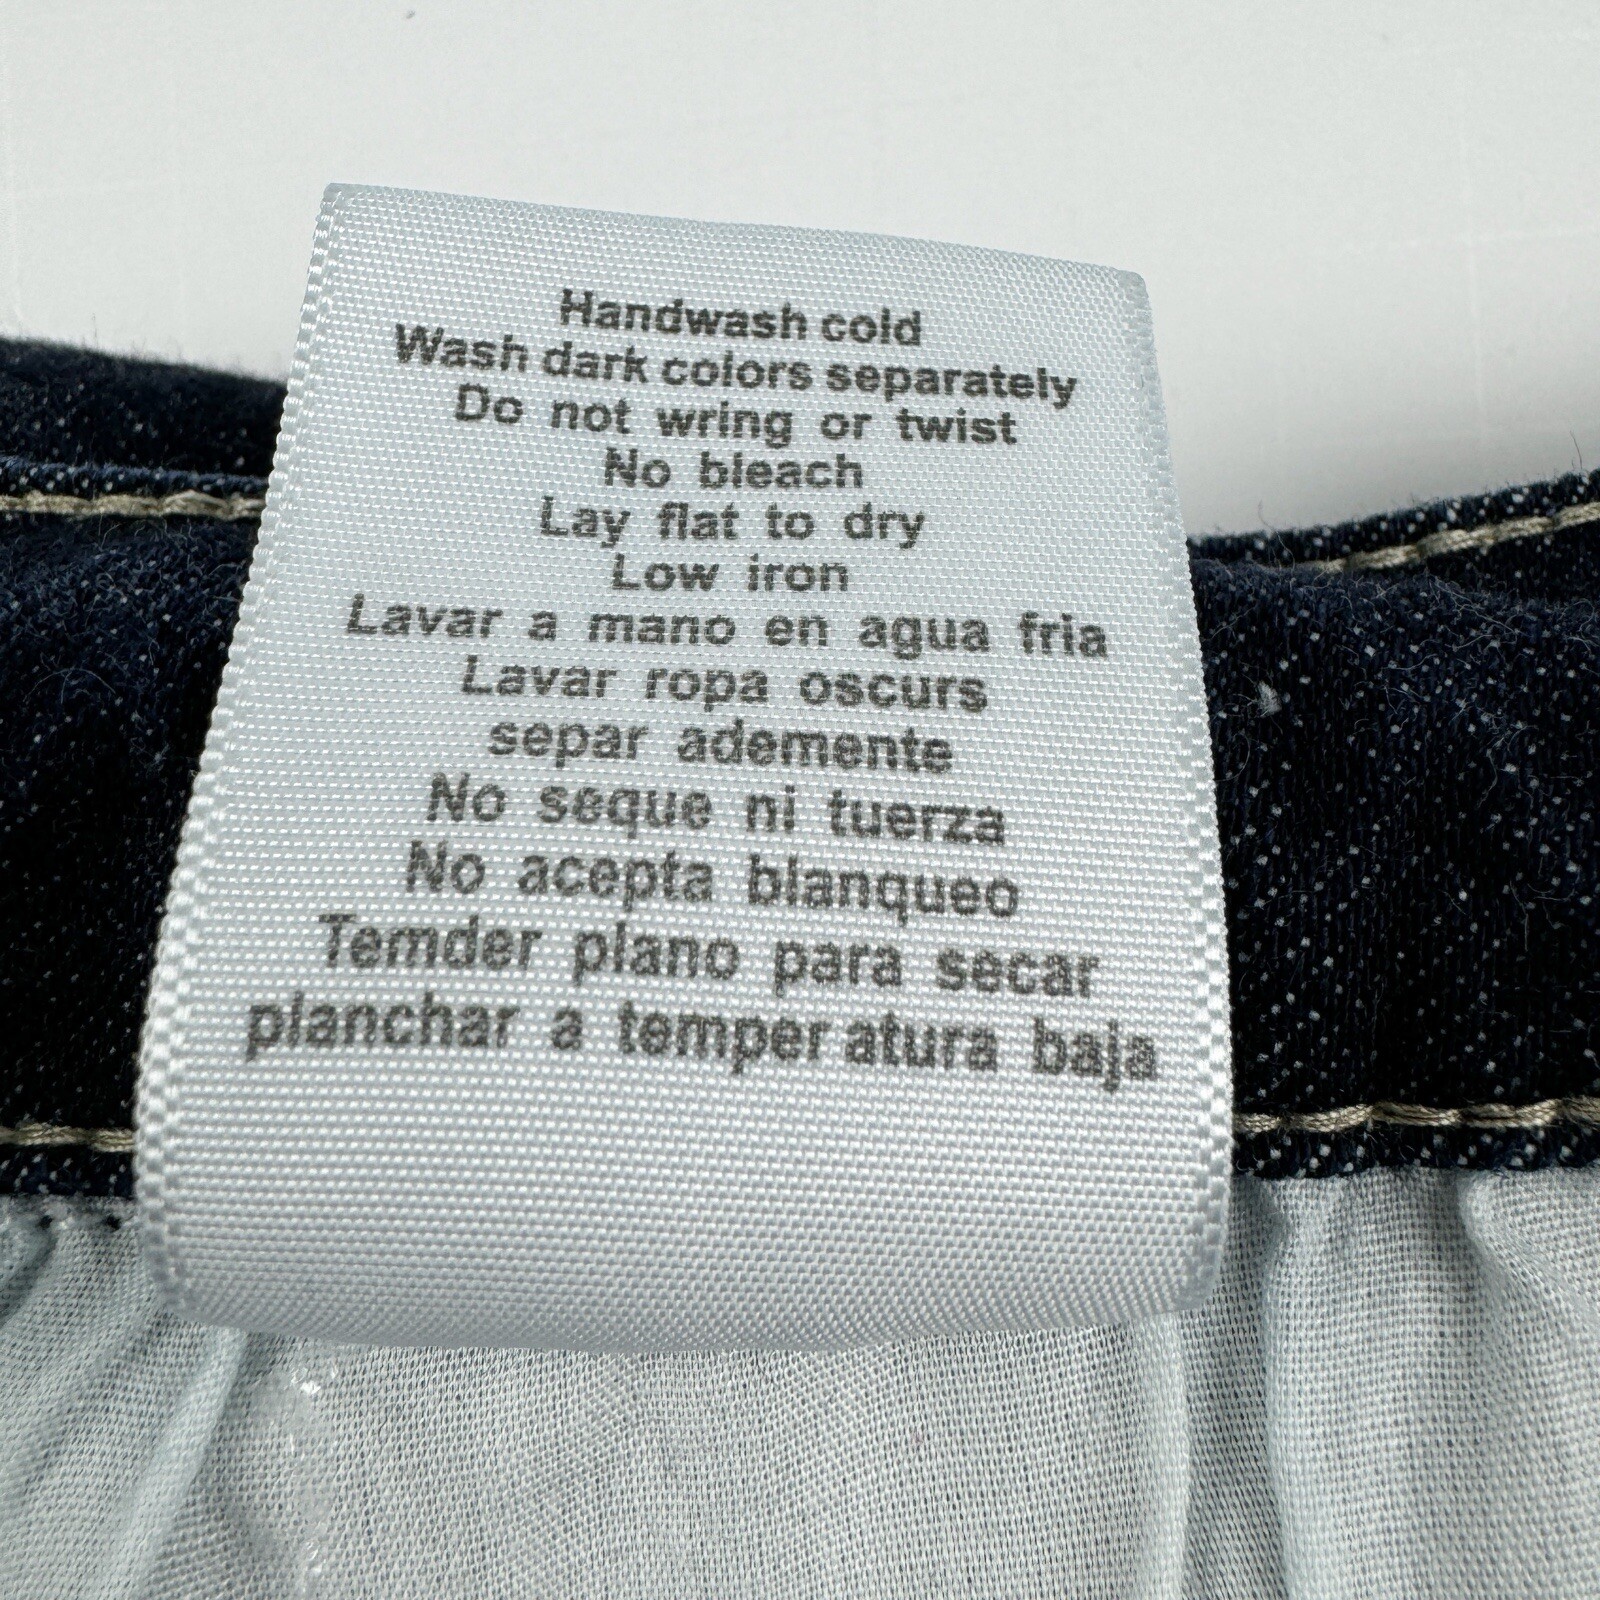 Handwash cold
Wash dark colors separately
Do not wring or twist
No bleach
Lay flat to dry
Low iron
Lavar a mano en agua fria
Lavar ropa oscurs
separ ademente
No seque ni tuerza
No acepta blanqueo
Temder plano para secar
planchar a temper atura baja